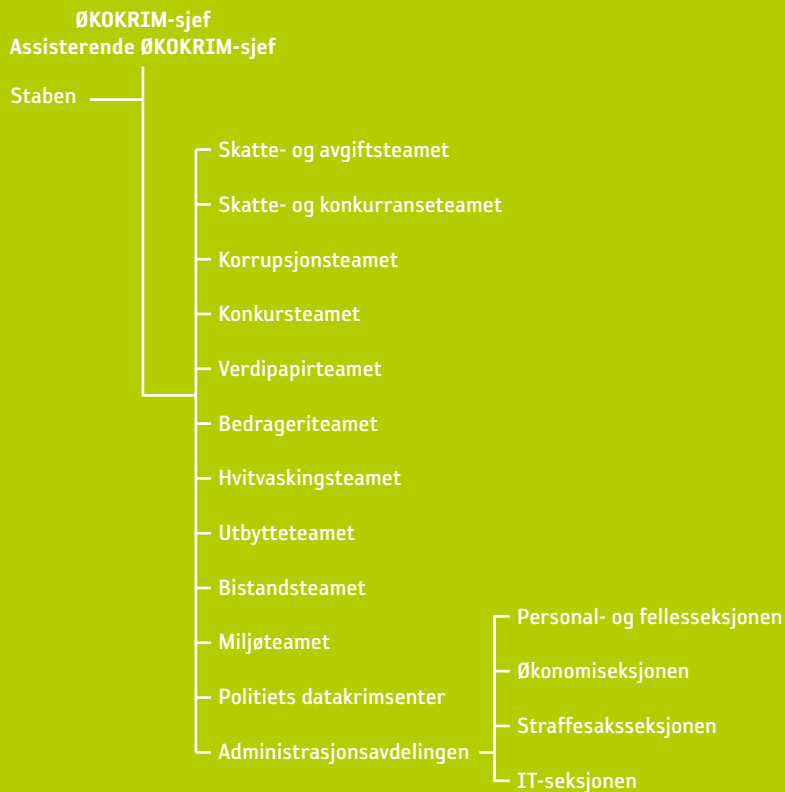 ØKOKRIM-sjef
Assisterende ØKOKRIM-sjef
Staben
Skatte- og avgiftsteamet
Skatte- og konkurranseteamet
Korrupsjonsteamet
Konkursteamet
Verdipapirteamet
Bedrageriteamet
Hvitvaskingsteamet
Utbytteteamet
Bistandsteamet
Miljøteamet
Politiets datakrimsenter
Administrasjonsavdelingen
Personal- og fellesseksjonen
Økonomiseksjonen
Straffesaksseksjonen
IT-seksjonen